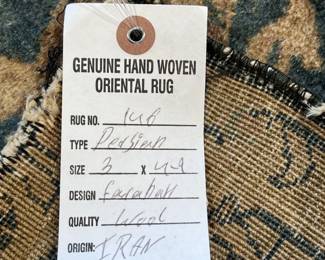 GENUINE HAND WOVEN
ORIENTAL RUG
RUG NO. 146
TYPE Persian
SIZE 3 X 4.9
DESIGN Farahan
QUALITY Wool
ORIGIN: IRAN